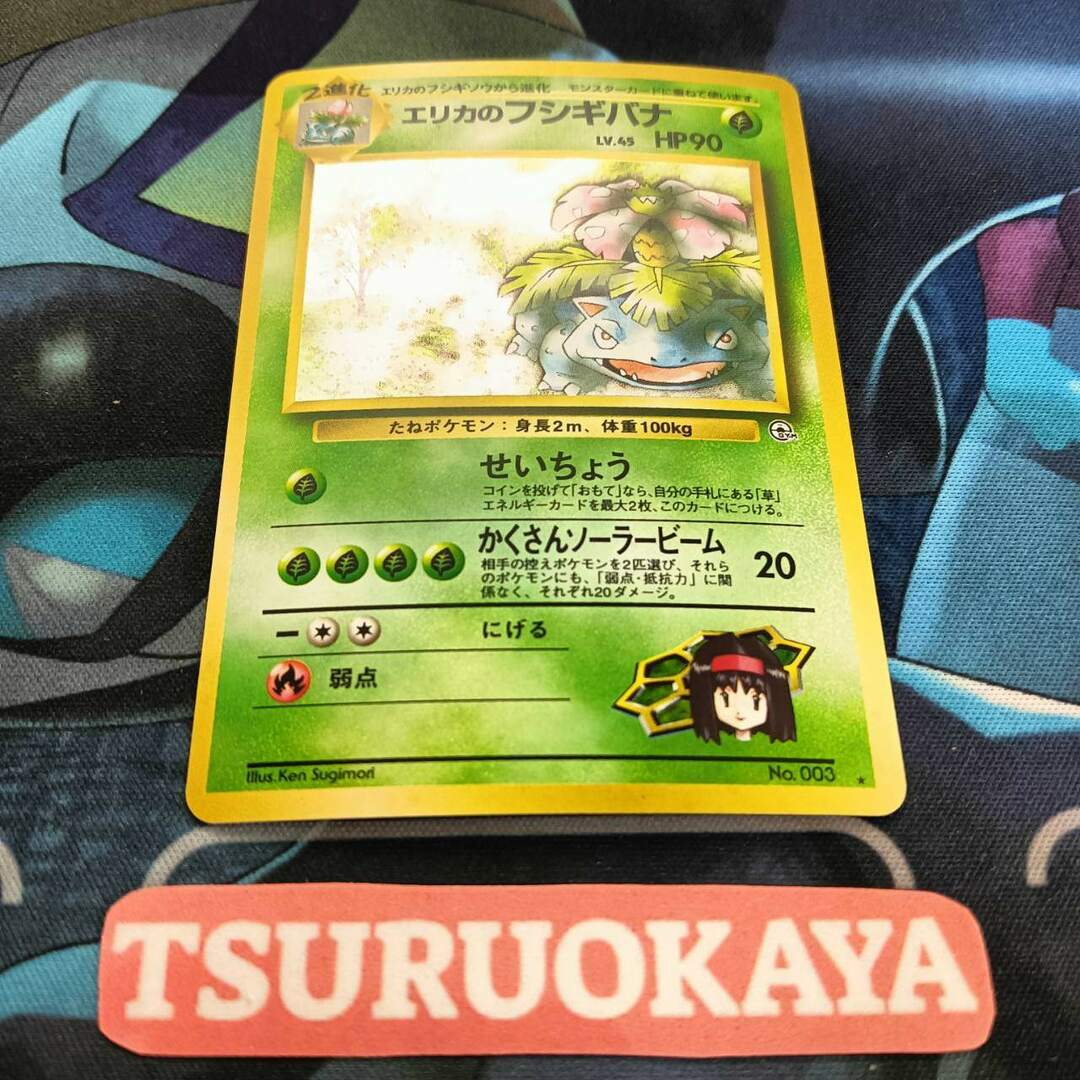 2進化 エリカのフシギソウから進化 モンスターカードに重ねて使います。
エリカのフシギバナ
LV.45 HP90
たねポケモン：身長2m、体重100kg
GYM
せいちょう
コインを投げて「おもて」なら、自分の手札にある「草」
エネルギーカードを最大2枚、このカードにつける。
かくさんソーラービーム 20
相手の控えポケモンを2匹選び、それら
のポケモンにも、「弱点・抵抗力」に関
係なく、それぞれ20ダメージ。
にげる
弱点
Illus.Ken Sugimori No. 003
TSURUOKAYA